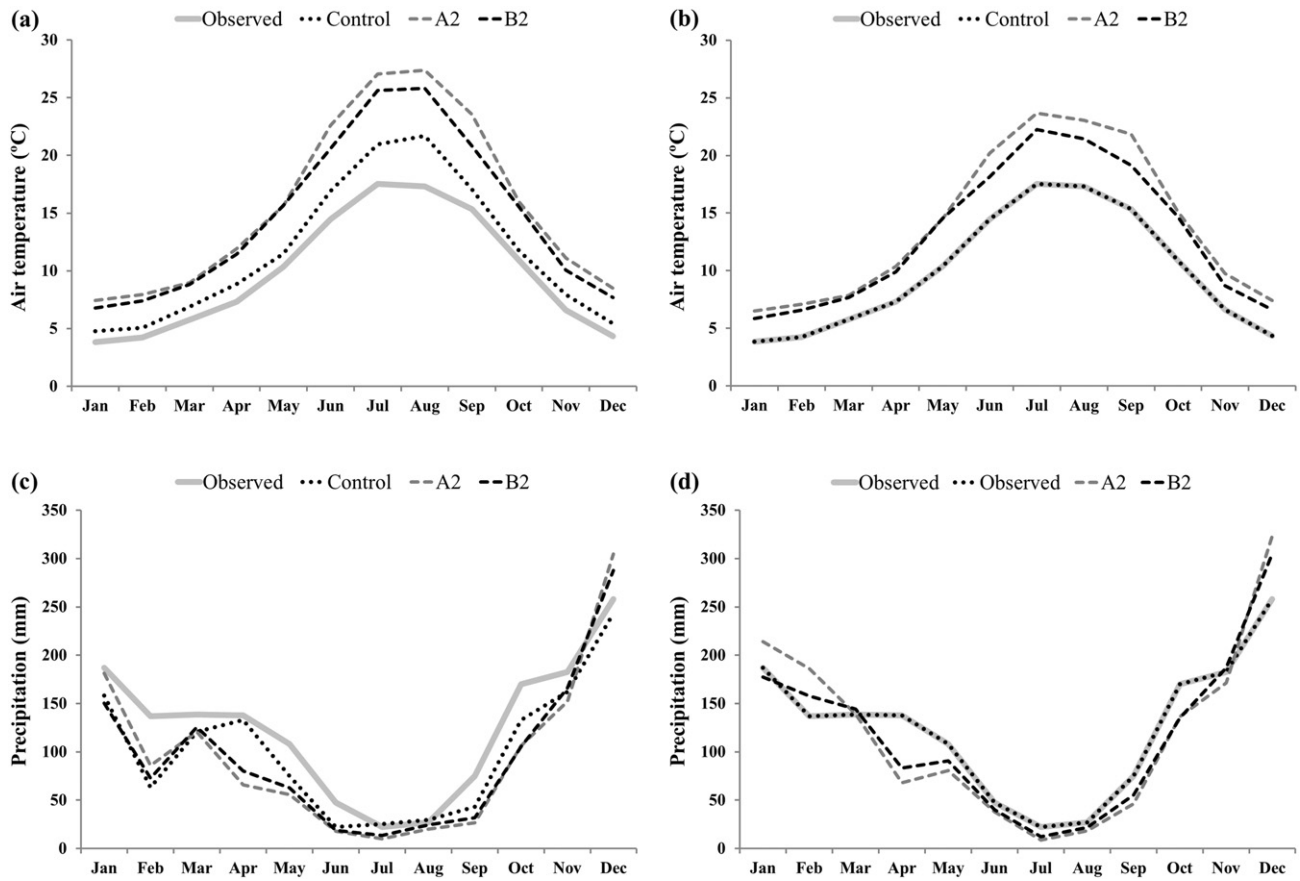 (a) Observed Control A2 B2
30
25
20
15
10
5
0
Air temperature (ºC)
Jan Feb Mar Apr May Jun Jul Aug Sep Oct Nov Dec
(b) Observed Control A2 B2
30
25
20
15
10
5
0
Air temperature (ºC)
Jan Feb Mar Apr May Jun Jul Aug Sep Oct Nov Dec
(c) Observed Control A2 B2
350
300
250
200
150
100
50
0
Precipitation (mm)
Jan Feb Mar Apr May Jun Jul Aug Sep Oct Nov Dec
(d) Observed Observed A2 B2
350
300
250
200
150
100
50
0
Precipitation (mm)
Jan Feb Mar Apr May Jun Jul Aug Sep Oct Nov Dec